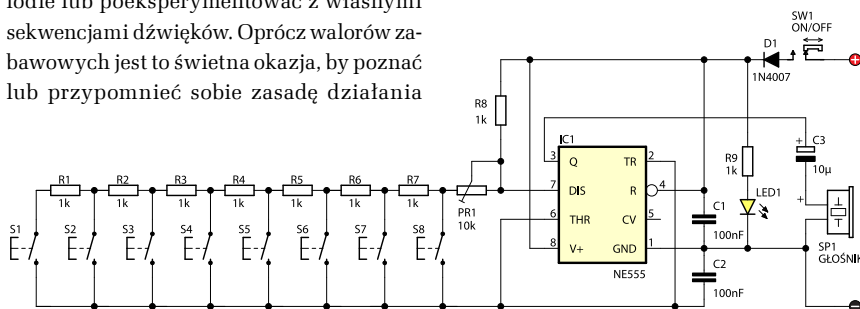 lodie lub poeksperymentować z własnymi
sekwencjami dźwięków. Oprócz walorów za-
bawowych jest to świetna okazja, by poznać
lub przypomnieć sobie zasadę działania
SW1
ON/OFF
D1
1N4007
R8
1k
IC1
3 Q TR 2
7 DIS R 4
6 THR CV 5
8 V+ GND 1
NE555
R9
1k
LED1
C3
10µ
+
+
SP1
GŁOŚNIK
C1
100nF
C2
100nF
R1
1k
R2
1k
R3
1k
R4
1k
R5
1k
R6
1k
R7
1k
PR1
10k
S1
S2
S3
S4
S5
S6
S7
S8